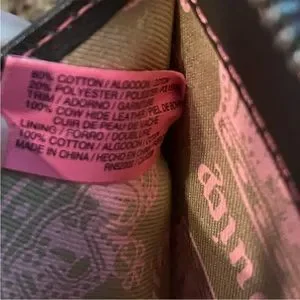 80% COTTON / ALGODON / COTON
20% POLYESTER / POLIESTER / POLYESTER
TRIM / ADORNO / GARNITURE
100% COW HIDE LEATHER / PIEL DE
CUIR DE PEAU DE VACHE
LINING / FORRO / DOUBLURE
100% COTTON / ALGODON / COTON
MADE IN CHINA / HECHO EN CHINA